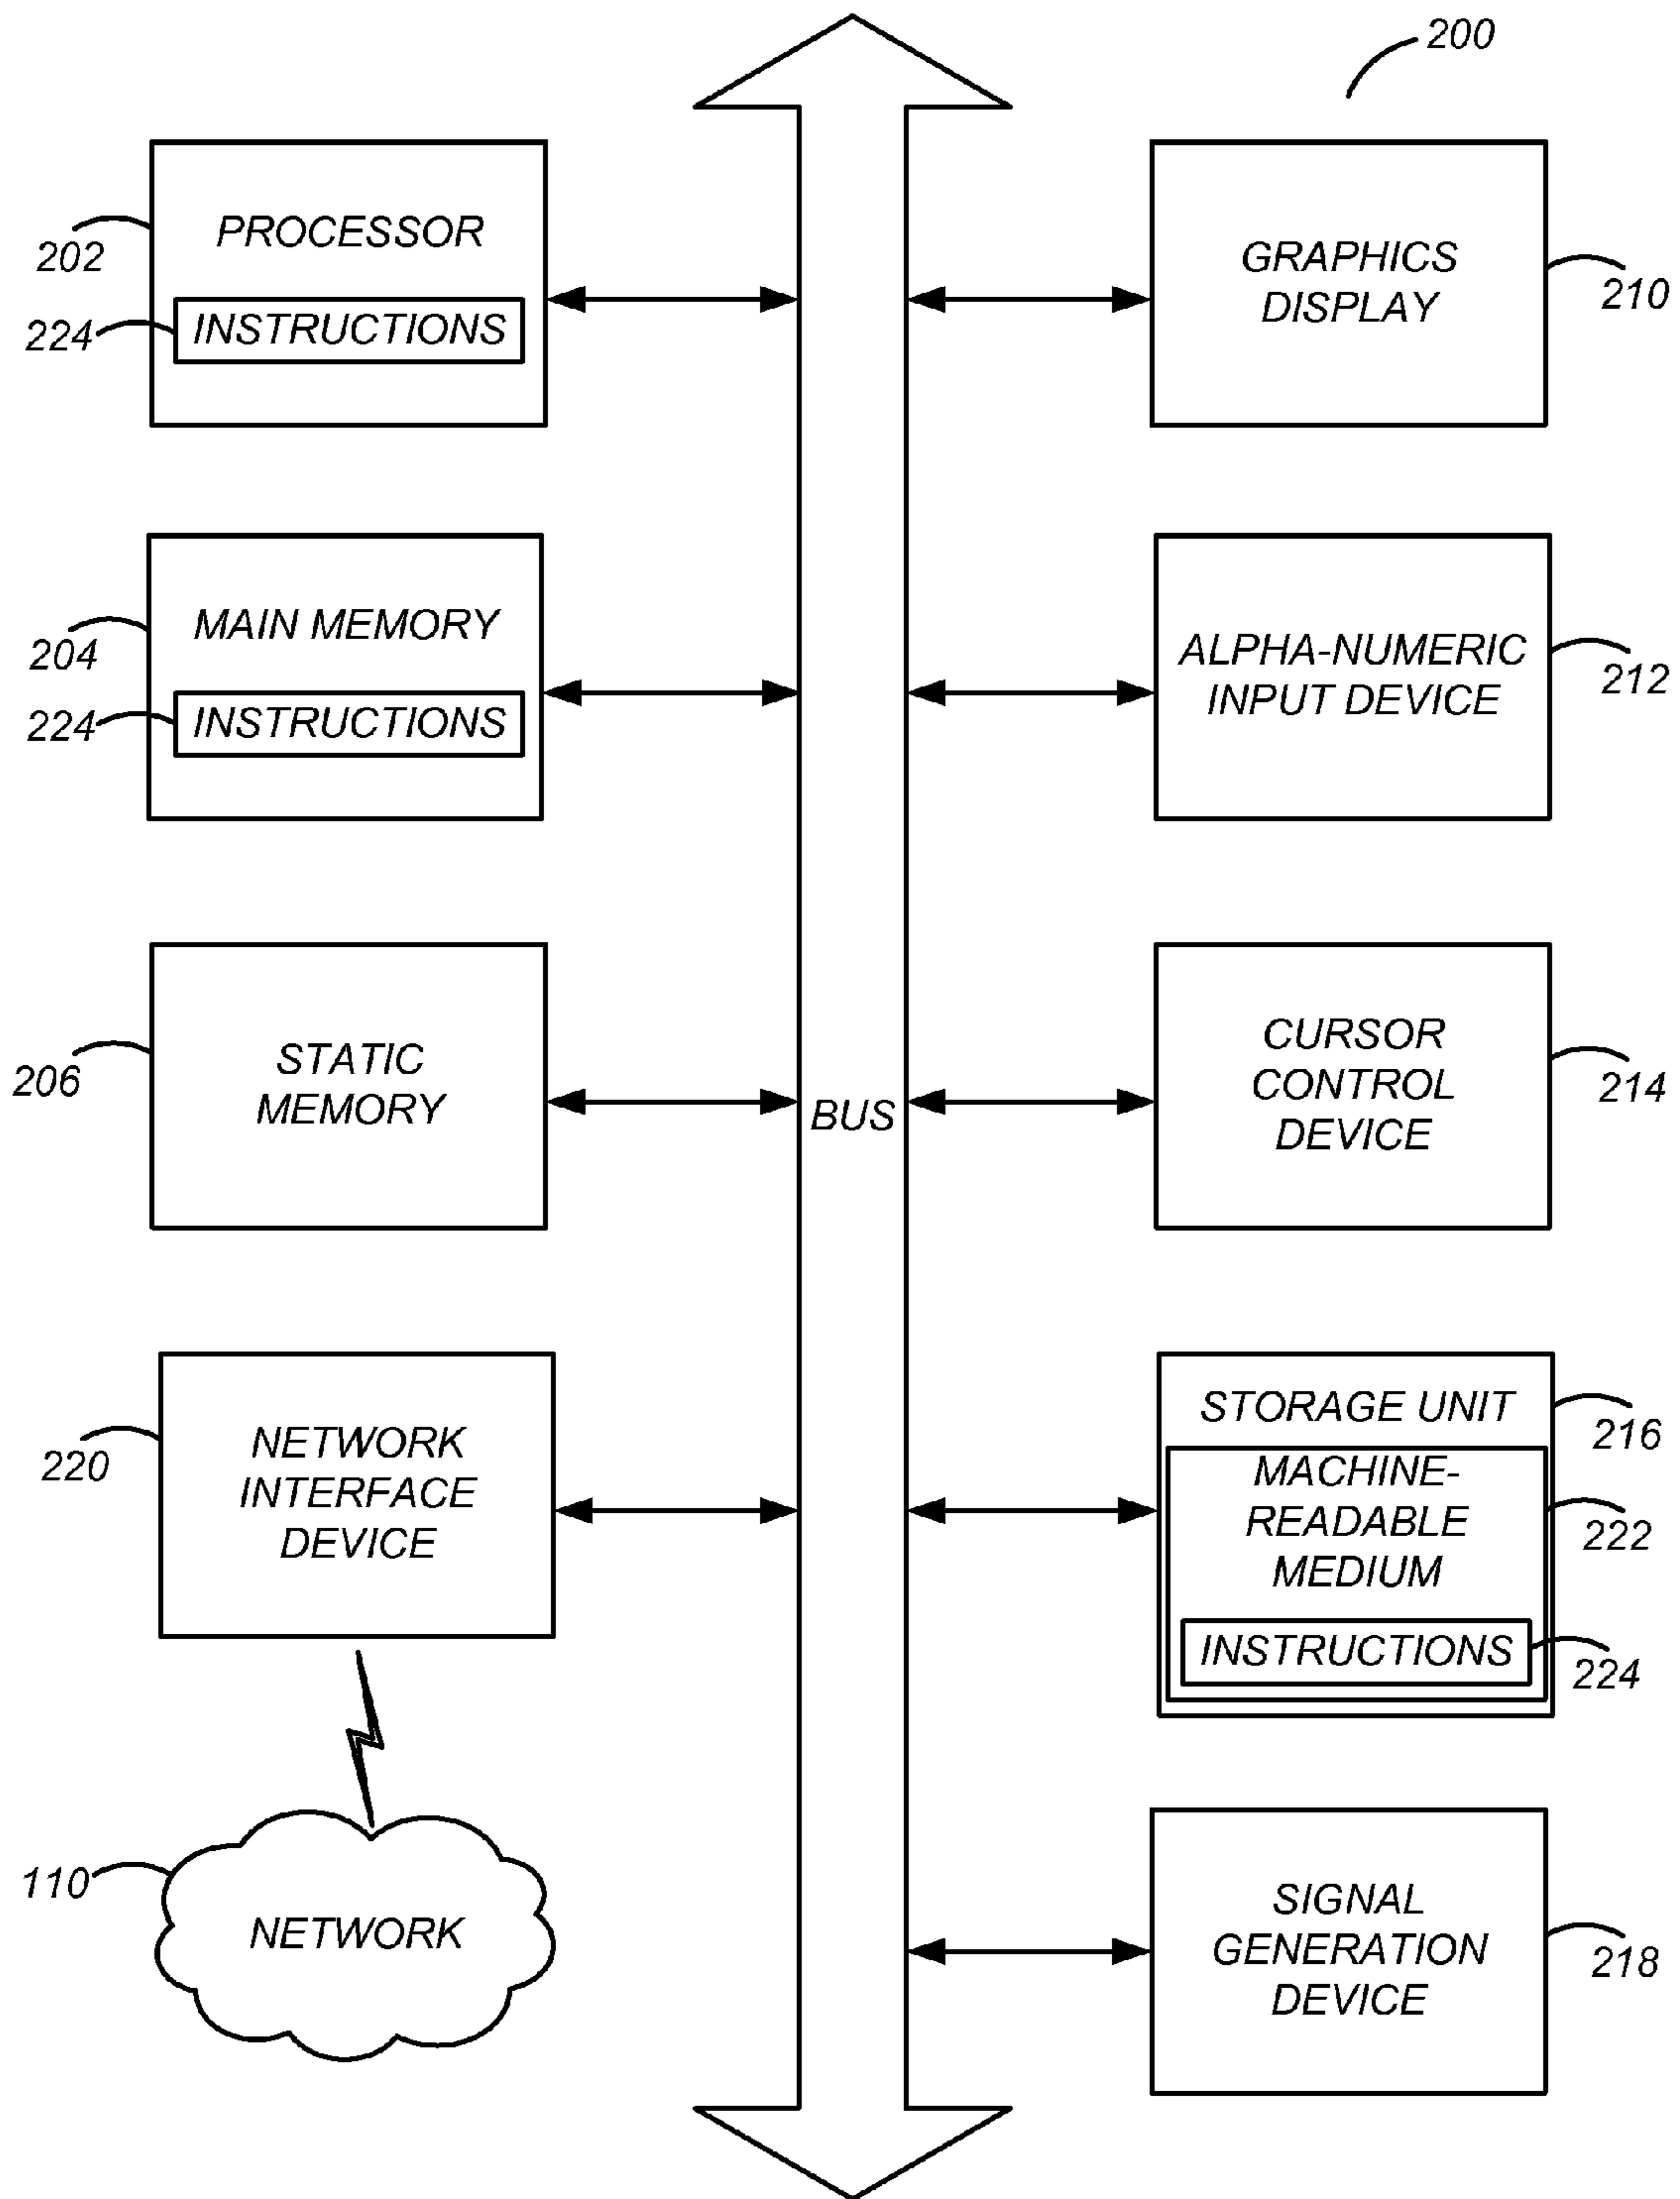 200
PROCESSOR
202
INSTRUCTIONS
224
GRAPHICS
DISPLAY
210
MAIN MEMORY
204
INSTRUCTIONS
224
ALPHA-NUMERIC
INPUT DEVICE
212
STATIC
MEMORY
206
BUS
CURSOR
CONTROL
DEVICE
214
NETWORK
INTERFACE
DEVICE
220
STORAGE UNIT
216
MACHINE-
READABLE
MEDIUM
222
INSTRUCTIONS
224
110
NETWORK
SIGNAL
GENERATION
DEVICE
218